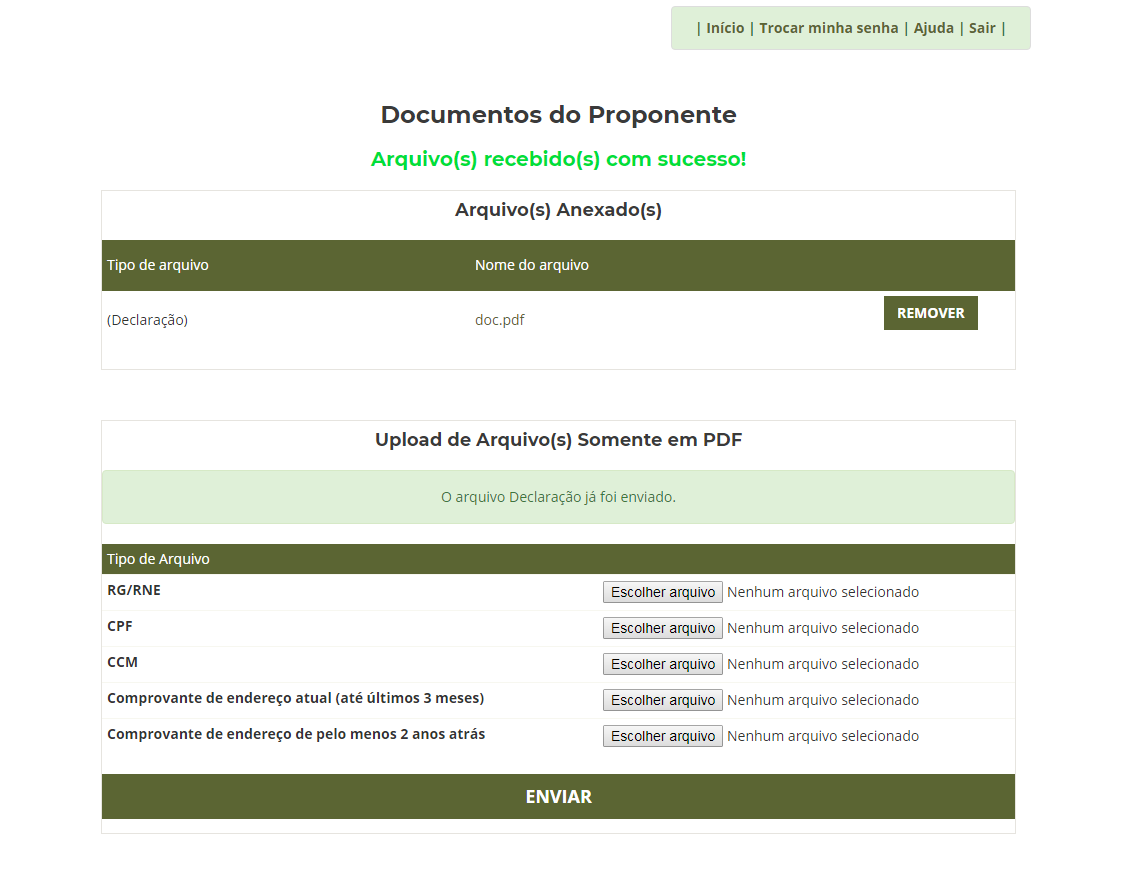 | Início | Trocar minha senha | Ajuda | Sair |
Documentos do Proponente
Arquivo(s) recebido(s) com sucesso!
Arquivo(s) Anexado(s)
Tipo de arquivo Nome do arquivo
(Declaração) doc.pdf REMOVER
Upload de Arquivo(s) Somente em PDF
O arquivo Declaração já foi enviado.
Tipo de Arquivo
RG/RNE Escolher arquivo Nenhum arquivo selecionado
CPF Escolher arquivo Nenhum arquivo selecionado
CCM Escolher arquivo Nenhum arquivo selecionado
Comprovante de endereço atual (até últimos 3 meses) Escolher arquivo Nenhum arquivo selecionado
Comprovante de endereço de pelo menos 2 anos atrás Escolher arquivo Nenhum arquivo selecionado
ENVIAR